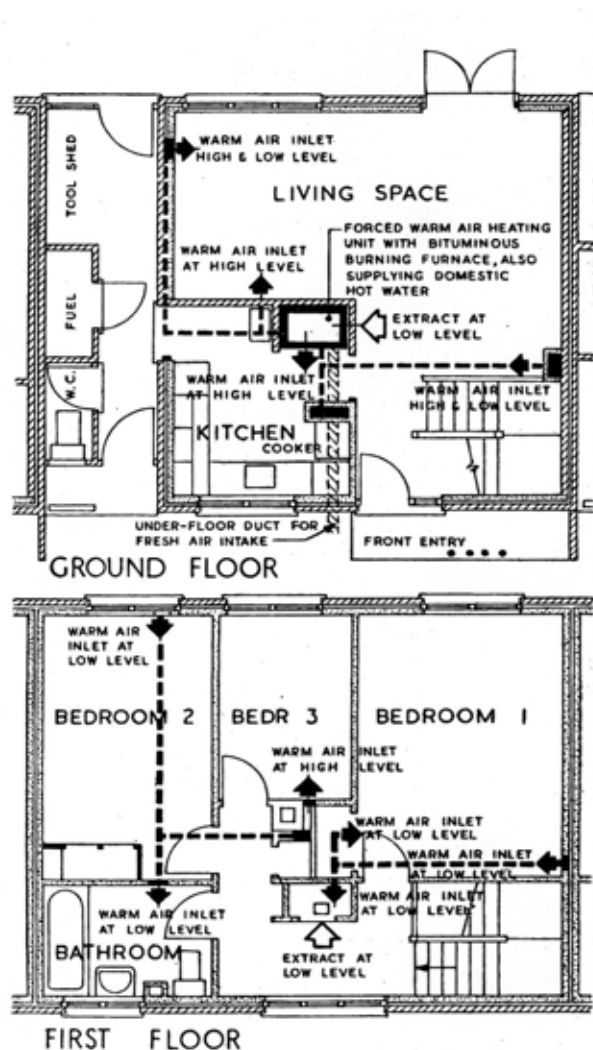 WARM AIR INLET
HIGH & LOW LEVEL
TOOL SHED
LIVING SPACE
FORCED WARM AIR HEATING
UNIT WITH BITUMINOUS
BURNING FURNACE, ALSO
SUPPLYING DOMESTIC
HOT WATER
WARM AIR INLET
AT HIGH LEVEL
FUEL
EXTRACT AT
LOW LEVEL
WARM AIR INLET
AT HIGH LEVEL
WARM AIR INLET
HIGH & LOW LEVEL
W.C.
KITCHEN
COOKER
UNDER-FLOOR DUCT FOR
FRESH AIR INTAKE
FRONT ENTRY
GROUND FLOOR
WARM AIR
INLET AT
LOW LEVEL
BEDROOM 2
BEDR 3
BEDROOM 1
WARM AIR INLET
AT HIGH LEVEL
WARM AIR INLET
AT LOW LEVEL
WARM AIR INLET
AT LOW LEVEL
WARM AIR INLET
AT LOW LEVEL
WARM AIR INLET
AT LOW LEVEL
BATHROOM
EXTRACT AT
LOW LEVEL
FIRST FLOOR